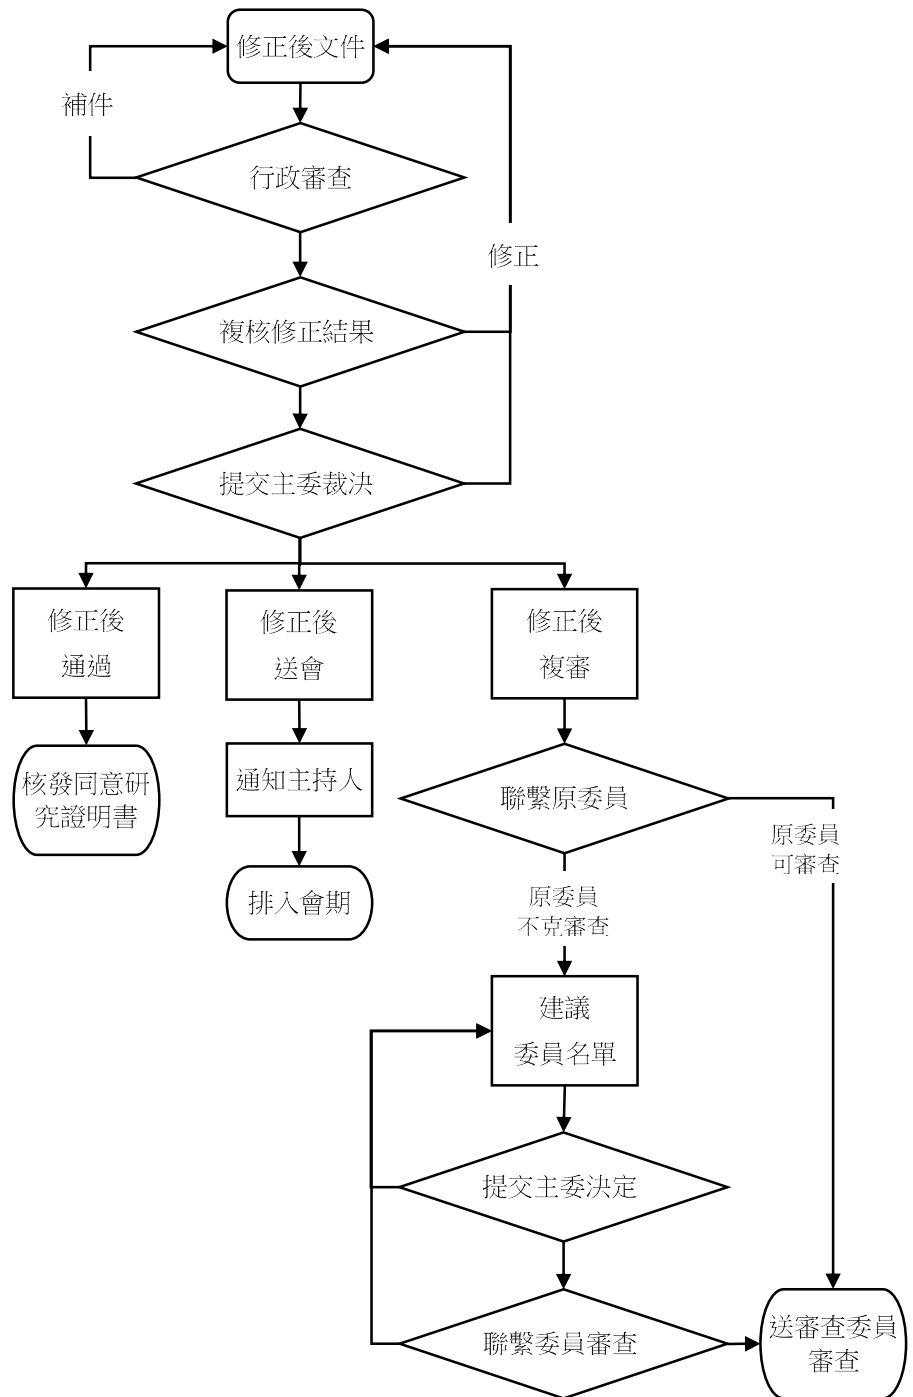 修正後文件
補件
行政審查
修正
複核修正結果
提交主委裁決
修正後
通過
修正後
送會
修正後
複審
核發同意研
究證明書
通知主持人
排入會期
聯繫原委員
原委員
可審查
原委員
不克審查
建議
委員名單
提交主委決定
聯繫委員審查
送審查委員
審查